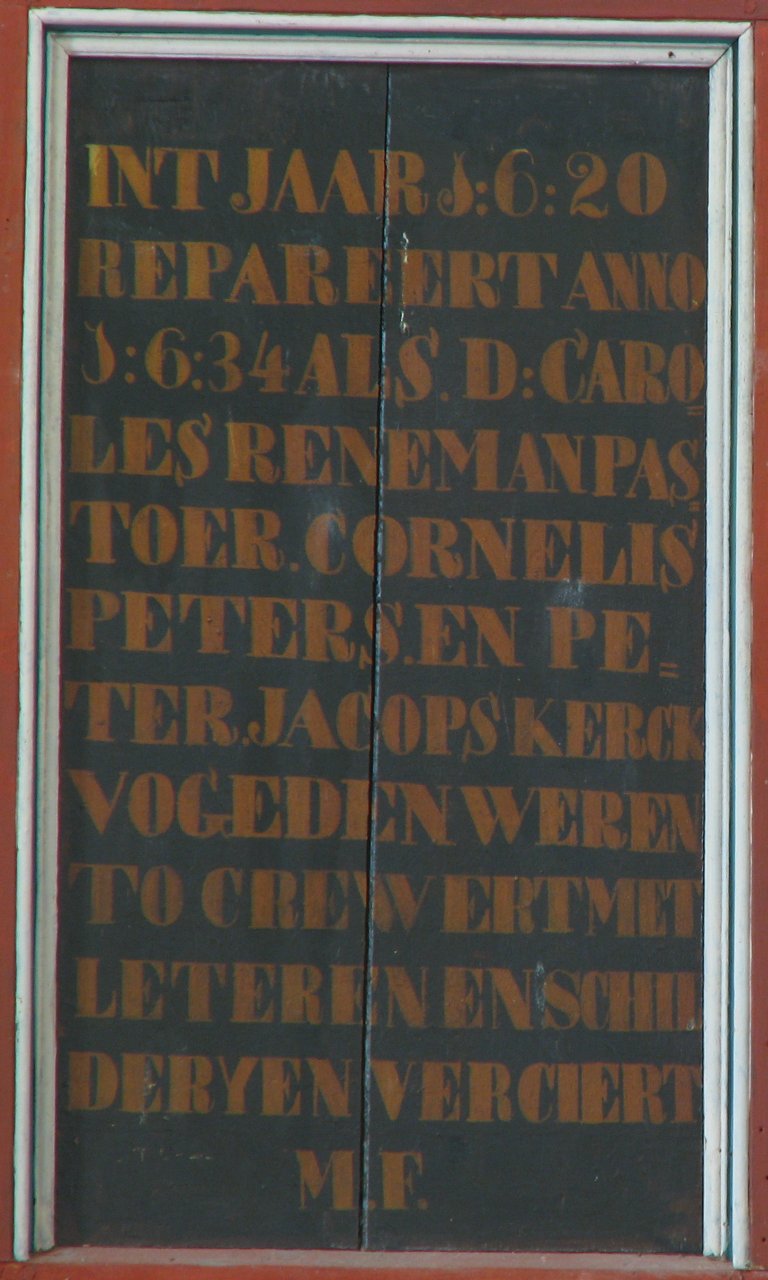 INT JAAR J:6:20
REPAREERT ANNO
J:6:34 ALS. D: CARO=
LES RENEMAN PAS=
TOER. CORNELIS
PETERS. EN PE=
TER. JACOPS KERCK
VOGEDEN WEREN
TO CREWERT MET
LETEREN EN SCHIL
DERYEN VERCIERT
M.F.